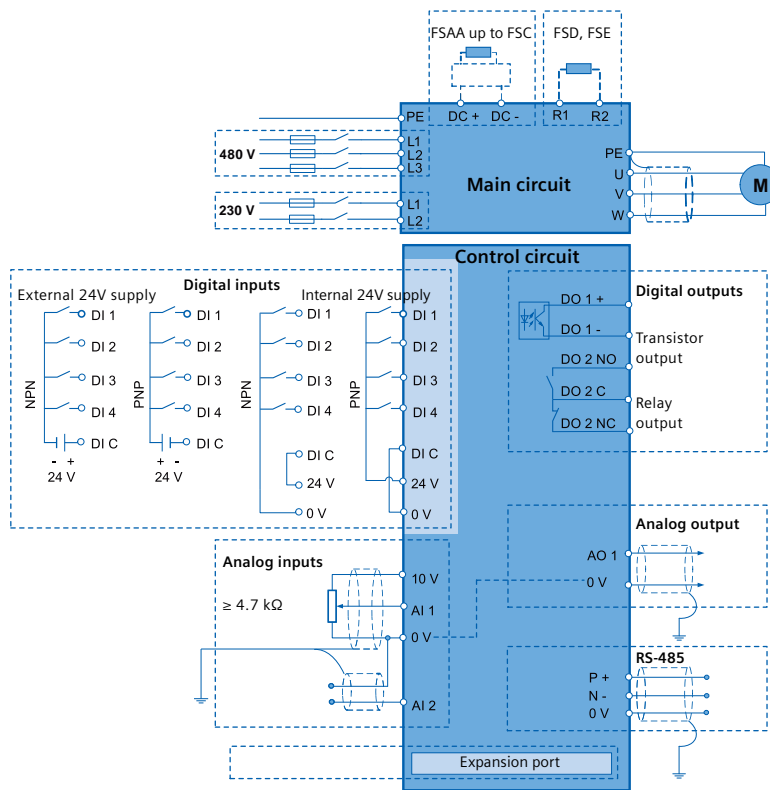 FSAA up to FSC
FSD, FSE
PE
DC +
DC -
R1
R2
480 V
L1
L2
L3
230 V
L1
L2
Main circuit
PE
U
V
W
M
Control circuit
Digital inputs
External 24V supply
Internal 24V supply
NPN
DI 1
DI 2
DI 3
DI 4
DI C
- +
24 V
PNP
DI 1
DI 2
DI 3
DI 4
DI C
+ -
24 V
NPN
DI 1
DI 2
DI 3
DI 4
DI C
24 V
0 V
PNP
DI 1
DI 2
DI 3
DI 4
DI C
24 V
0 V
Digital outputs
DO 1 +
DO 1 -
Transistor
output
DO 2 NO
DO 2 C
DO 2 NC
Relay
output
Analog inputs
≥ 4.7 kΩ
10 V
AI 1
0 V
AI 2
Analog output
AO 1
0 V
RS-485
P +
N -
0 V
Expansion port